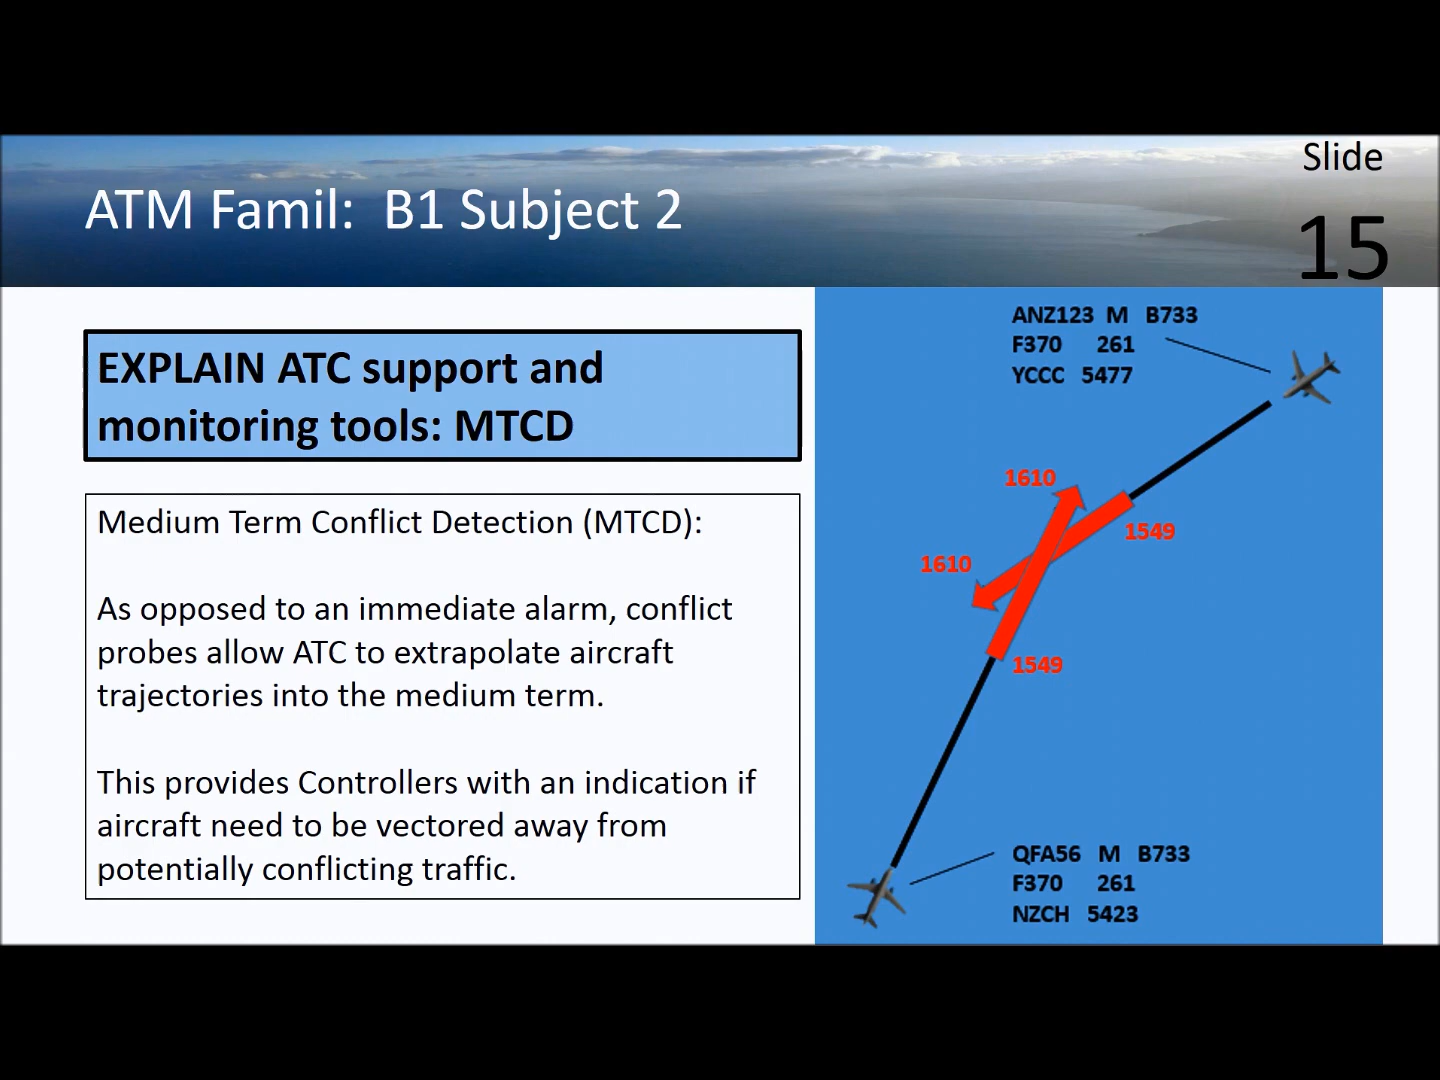 Slide
15
ATM Famil:  B1 Subject 2
EXPLAIN ATC support and
monitoring tools: MTCD
Medium Term Conflict Detection (MTCD):
As opposed to an immediate alarm, conflict
probes allow ATC to extrapolate aircraft
trajectories into the medium term.
This provides Controllers with an indication if
aircraft need to be vectored away from
potentially conflicting traffic.
ANZ123 M B733
F370 261
YCCC 5477
1610
1549
1610
1549
QFA56 M B733
F370 261
NZCH 5423